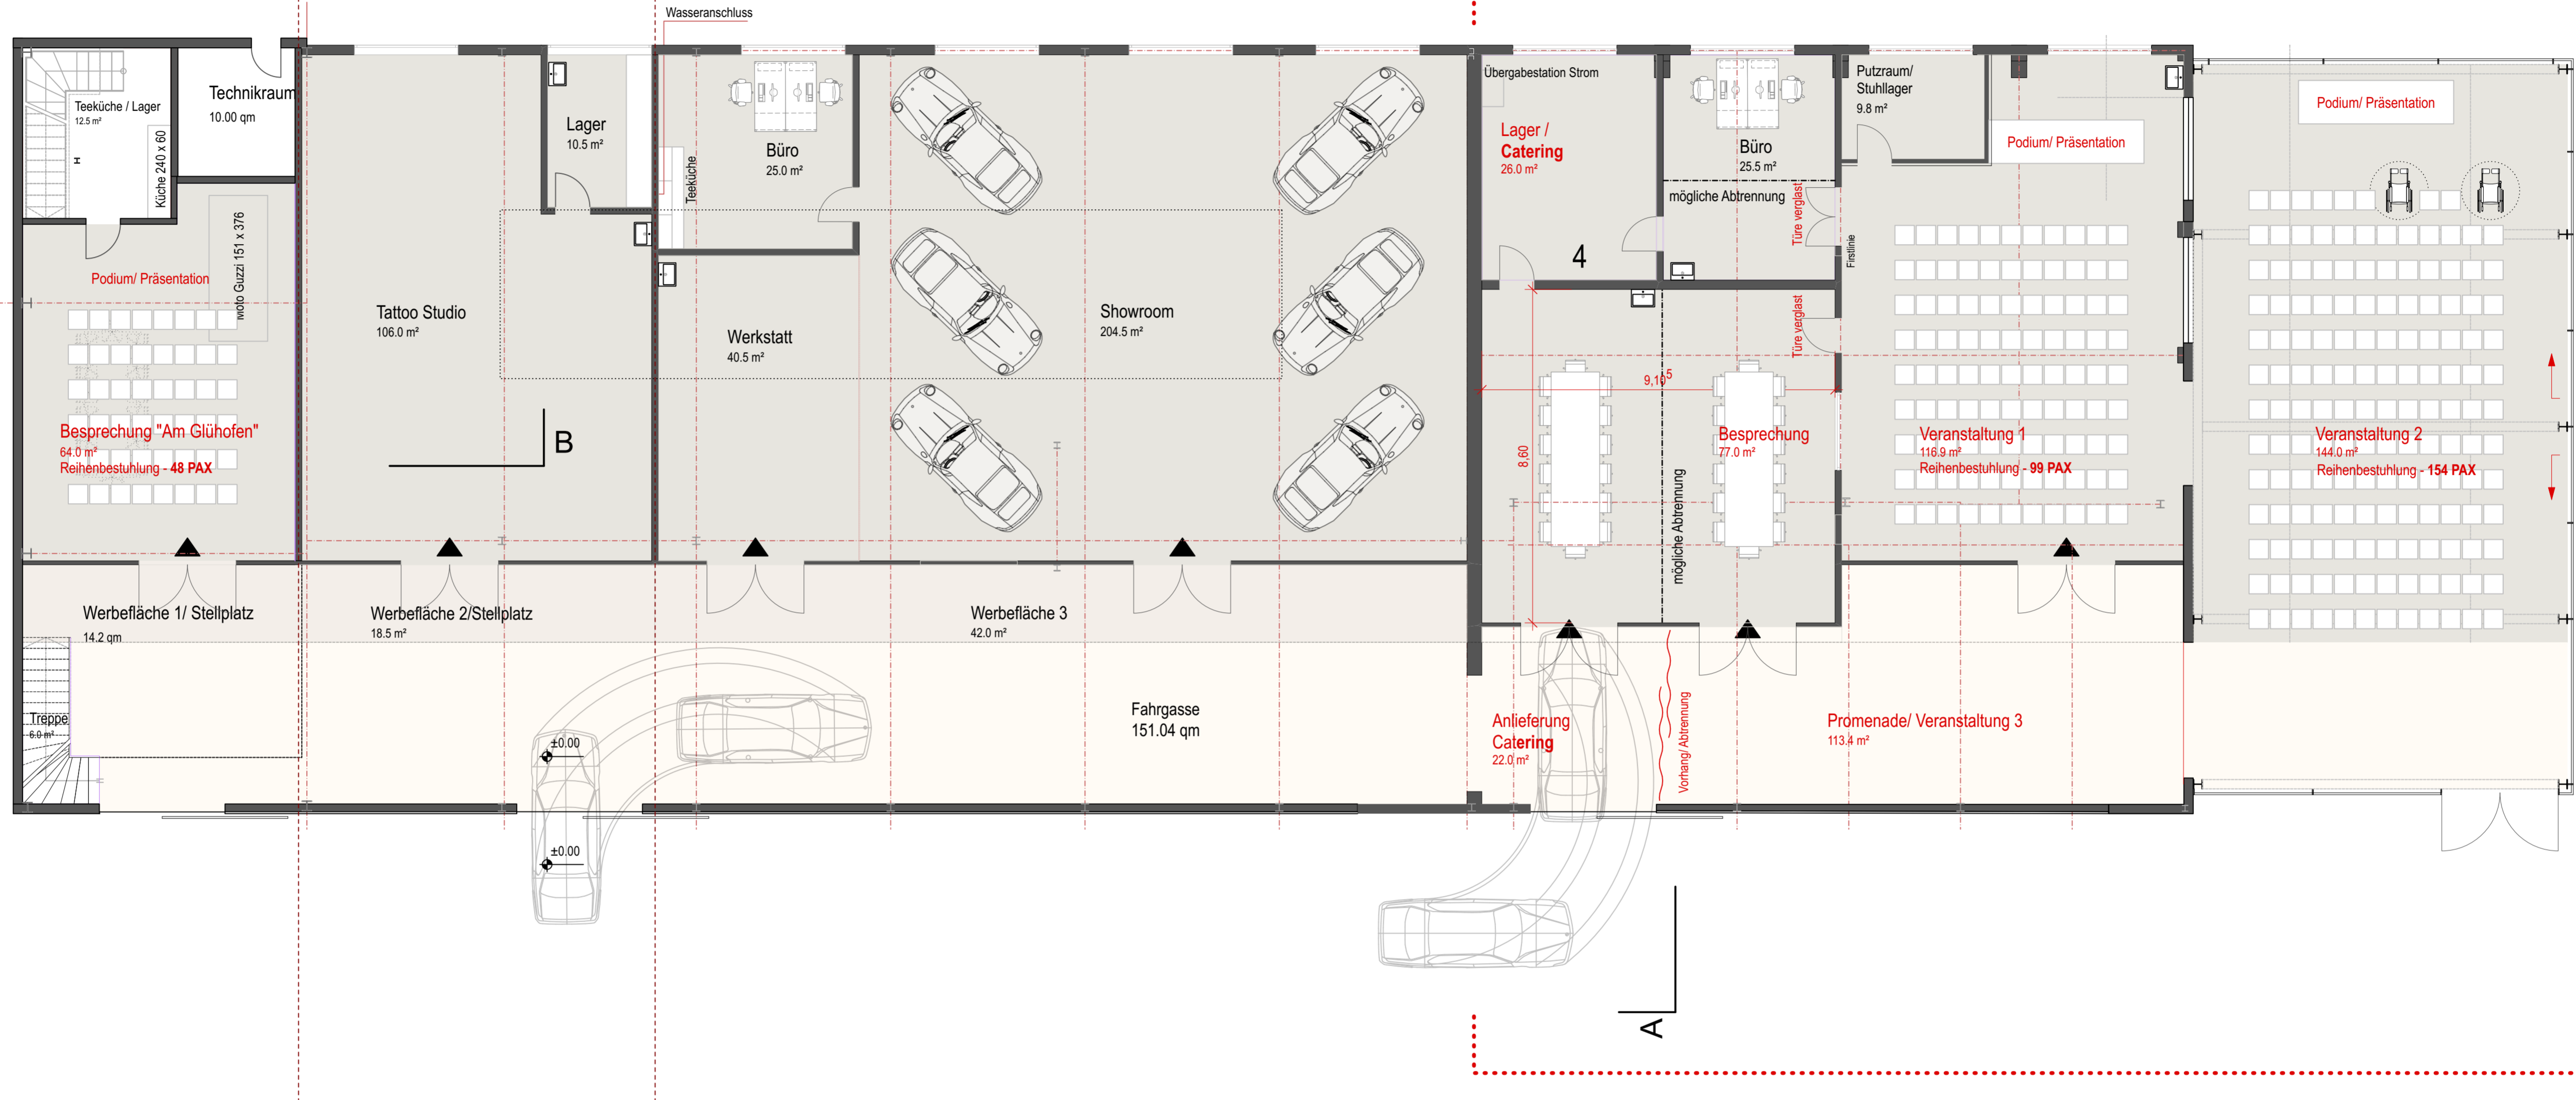 Wasseranschluss
Teeküche / Lager
12.5 m²
Küche 240 x 60
Technikraum
10.00 qm
Podium/ Präsentation
Moto Guzzi 1151 x 376
Besprechung "Am Glühofen"
64.0 m²
Reihenbestuhlung - 48 PAX
Tattoo Studio
106.0 m²
B
Lager
10.5 m²
Teeküche
Büro
25.0 m²
Werkstatt
40.5 m²
Showroom
204.5 m²
Übergabestation Strom
Lager /
Catering
26.0 m²
4
Büro
25.5 m²
mögliche Abtrennung
Türe verglast
Türe verglast
Putzraum/
Stuhllager
9.8 m²
Firstlinie
Podium/ Präsentation
Podium/ Präsentation
9,10⁵
8,60
Besprechung
77.0 m²
mögliche Abtrennung
Veranstaltung 1
116.9 m²
Reihenbestuhlung - 99 PAX
Veranstaltung 2
144.0 m²
Reihenbestuhlung - 154 PAX
Werbefläche 1/ Stellplatz
14.2 qm
Werbefläche 2/Stellplatz
18.5 m²
Werbefläche 3
42.0 m²
Treppe
6.0 m²
±0.00
±0.00
Fahrgasse
151.04 qm
Anlieferung
Catering
22.0 m²
Vorhang/ Abtrennung
Promenade/ Veranstaltung 3
113.4 m²
A